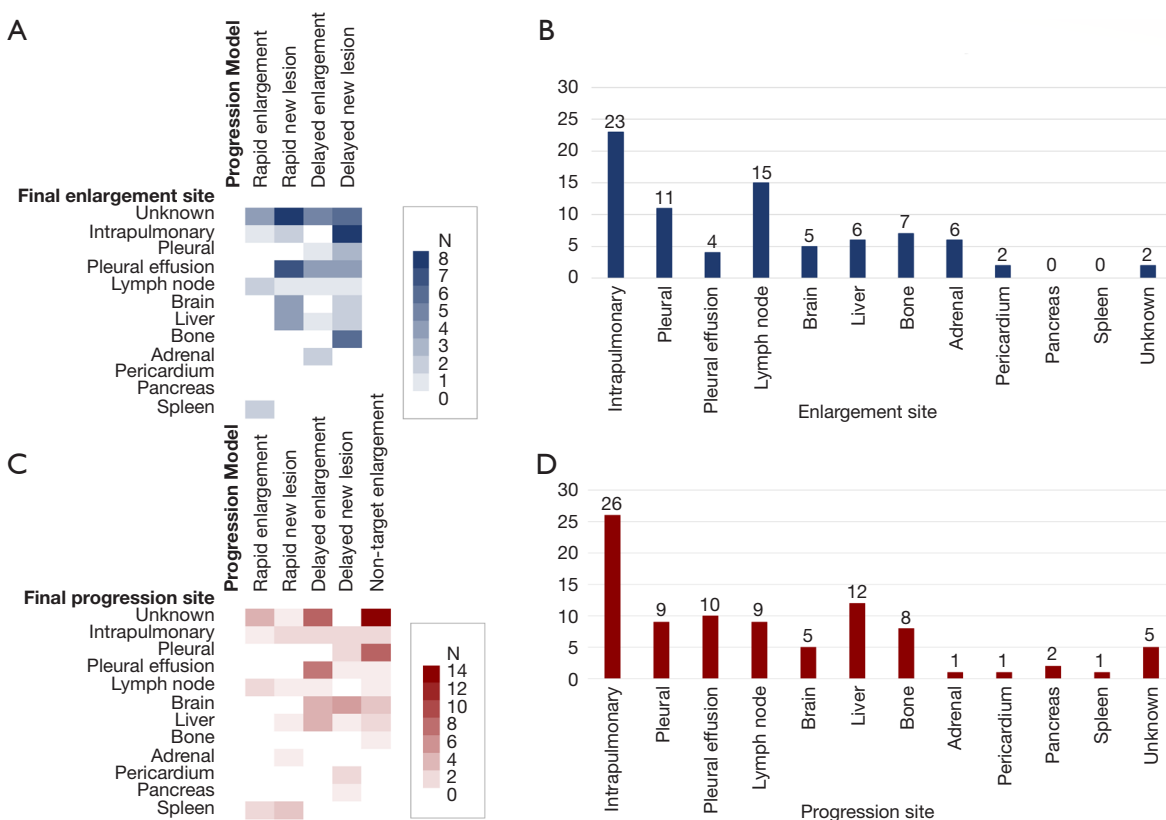 A
Progression Model
Rapid enlargement
Rapid new lesion
Delayed enlargement
Delayed new lesion
Final enlargement site
Unknown
Intrapulmonary
Pleural
Pleural effusion
Lymph node
Brain
Liver
Bone
Adrenal
Pericardium
Pancreas
Spleen
N
8
7
6
5
4
3
2
1
0
B
30
25
20
15
10
5
0
23
11
4
15
5
6
7
6
2
0
0
2
Intrapulmonary
Pleural
Pleural effusion
Lymph node
Brain
Liver
Bone
Adrenal
Pericardium
Pancreas
Spleen
Unknown
Enlargement site
C
Progression Model
Rapid enlargement
Rapid new lesion
Delayed enlargement
Delayed new lesion
Non-target enlargement
Final progression site
Unknown
Intrapulmonary
Pleural
Pleural effusion
Lymph node
Brain
Liver
Bone
Adrenal
Pericardium
Pancreas
Spleen
N
14
12
10
8
6
4
2
0
D
30
25
20
15
10
5
0
26
9
10
9
5
12
8
1
1
2
1
5
Intrapulmonary
Pleural
Pleural effusion
Lymph node
Brain
Liver
Bone
Adrenal
Pericardium
Pancreas
Spleen
Unknown
Progression site